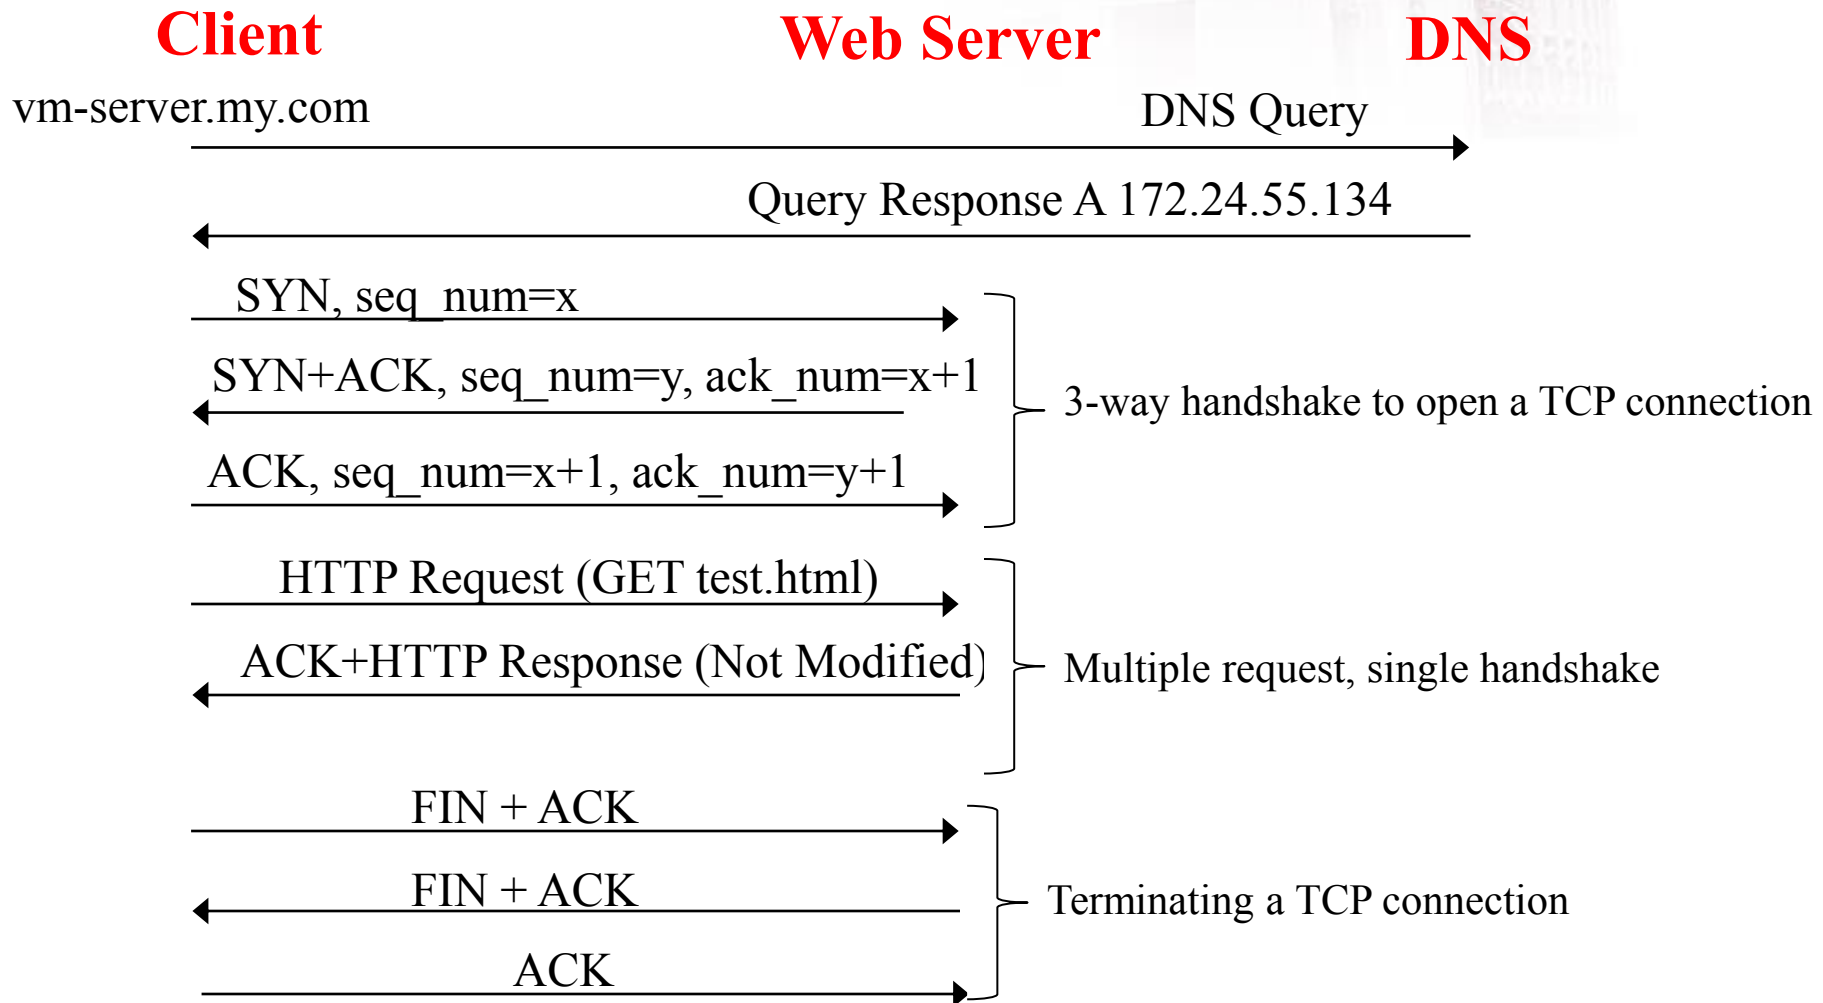 Client Web Server DNS
vm-server.my.com DNS Query
Query Response A 172.24.55.134
SYN, seq_num=x
SYN+ACK, seq_num=y, ack_num=x+1
3-way handshake to open a TCP connection
ACK, seq_num=x+1, ack_num=y+1
HTTP Request (GET test.html)
ACK+HTTP Response (Not Modified)
Multiple request, single handshake
FIN + ACK
FIN + ACK
Terminating a TCP connection
ACK